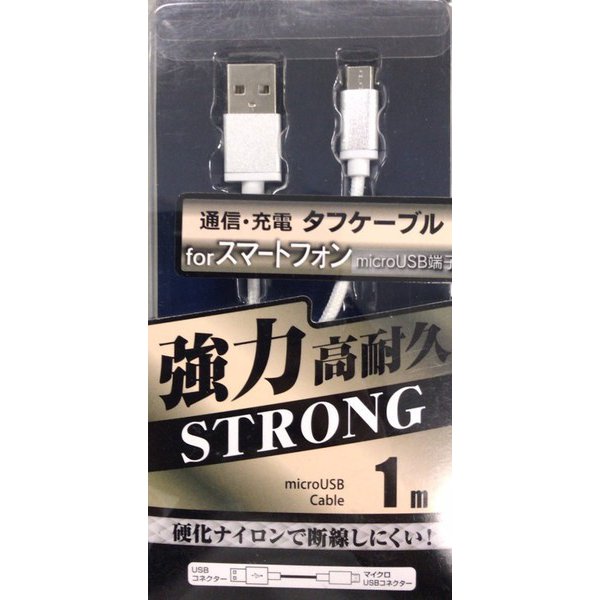 通信・充電 タフケーブル
for スマートフォン microUSB端子
強力 高耐久
STRONG
microUSB
Cable
1m
硬化ナイロンで断線しにくい!
USB
コネクター
マイクロ
USBコネクター